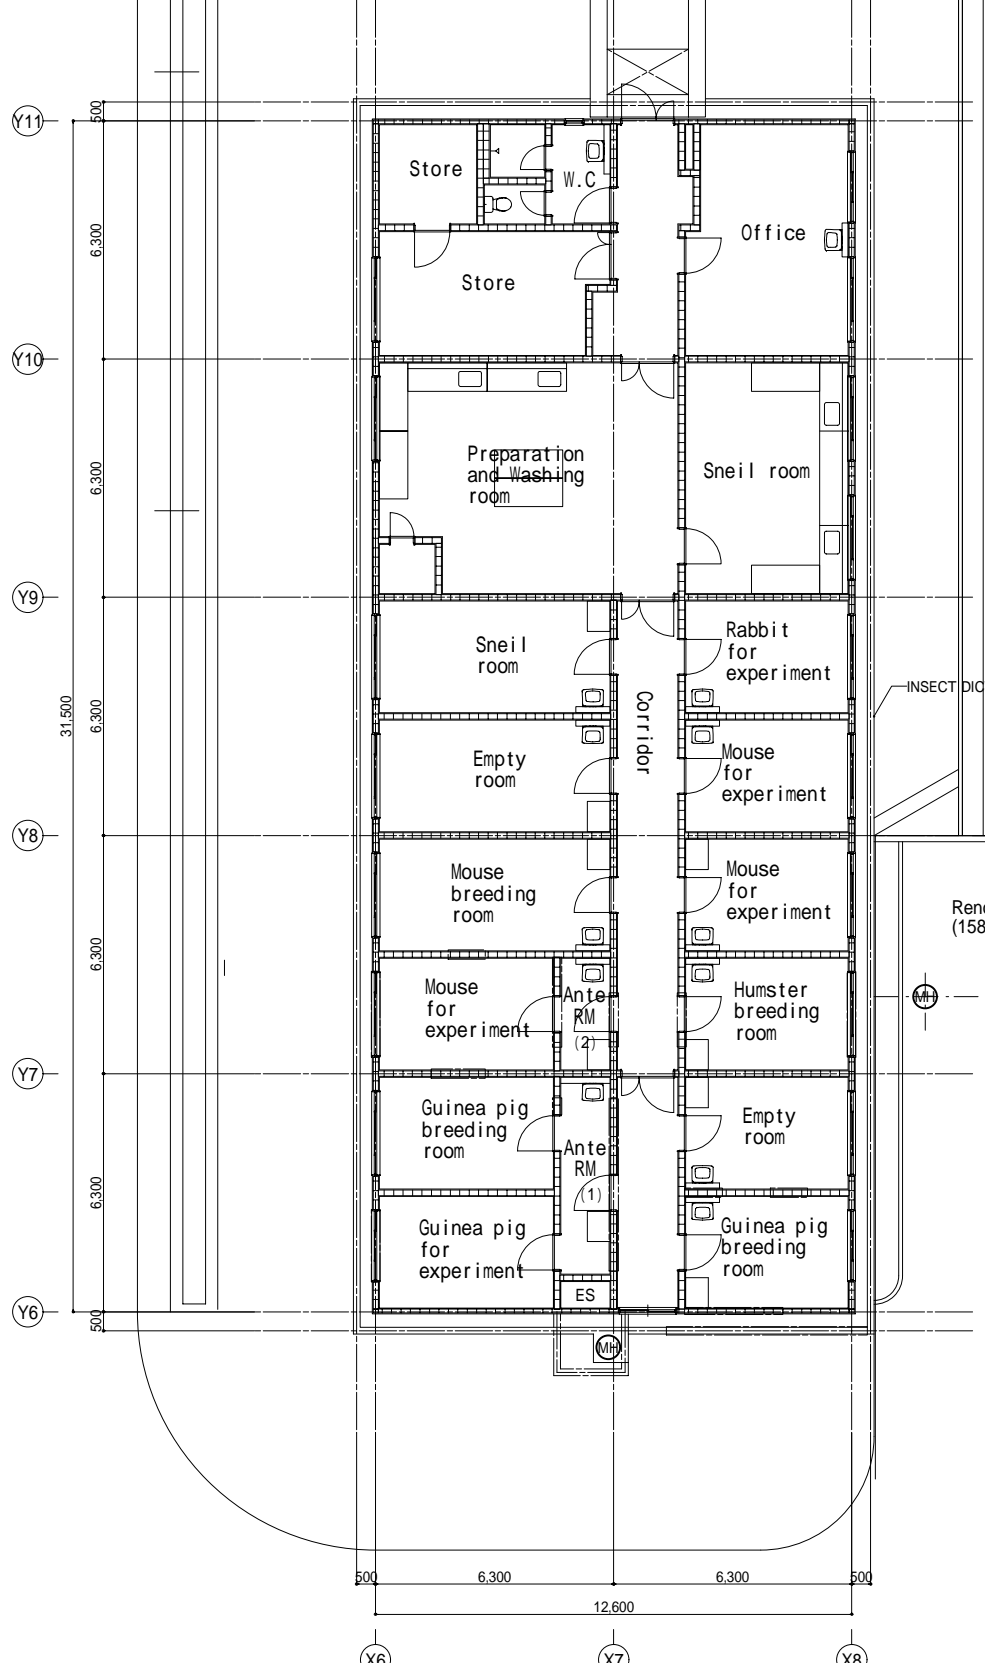 Y11
500
Store
W.C
Office
6,300
Store
Y10
Preparation
and Washing
room
Sneil room
6,300
Y9
Sneil
room
Rabbit
for
experiment
INSECT DIC
31,500
6,300
Corridor
Empty
room
Mouse
for
experiment
Y8
Mouse
breeding
room
Mouse
for
experiment
Reno
(158
6,300
Mouse
for
experiment
Ante
RM
(2)
Humster
breeding
room
MH
Y7
Guinea pig
breeding
room
Ante
RM
(1)
Empty
room
6,300
Guinea pig
for
experiment
Guinea pig
breeding
room
ES
Y6
500
MH
500
6,300
6,300
500
12,600
X6
X7
X8